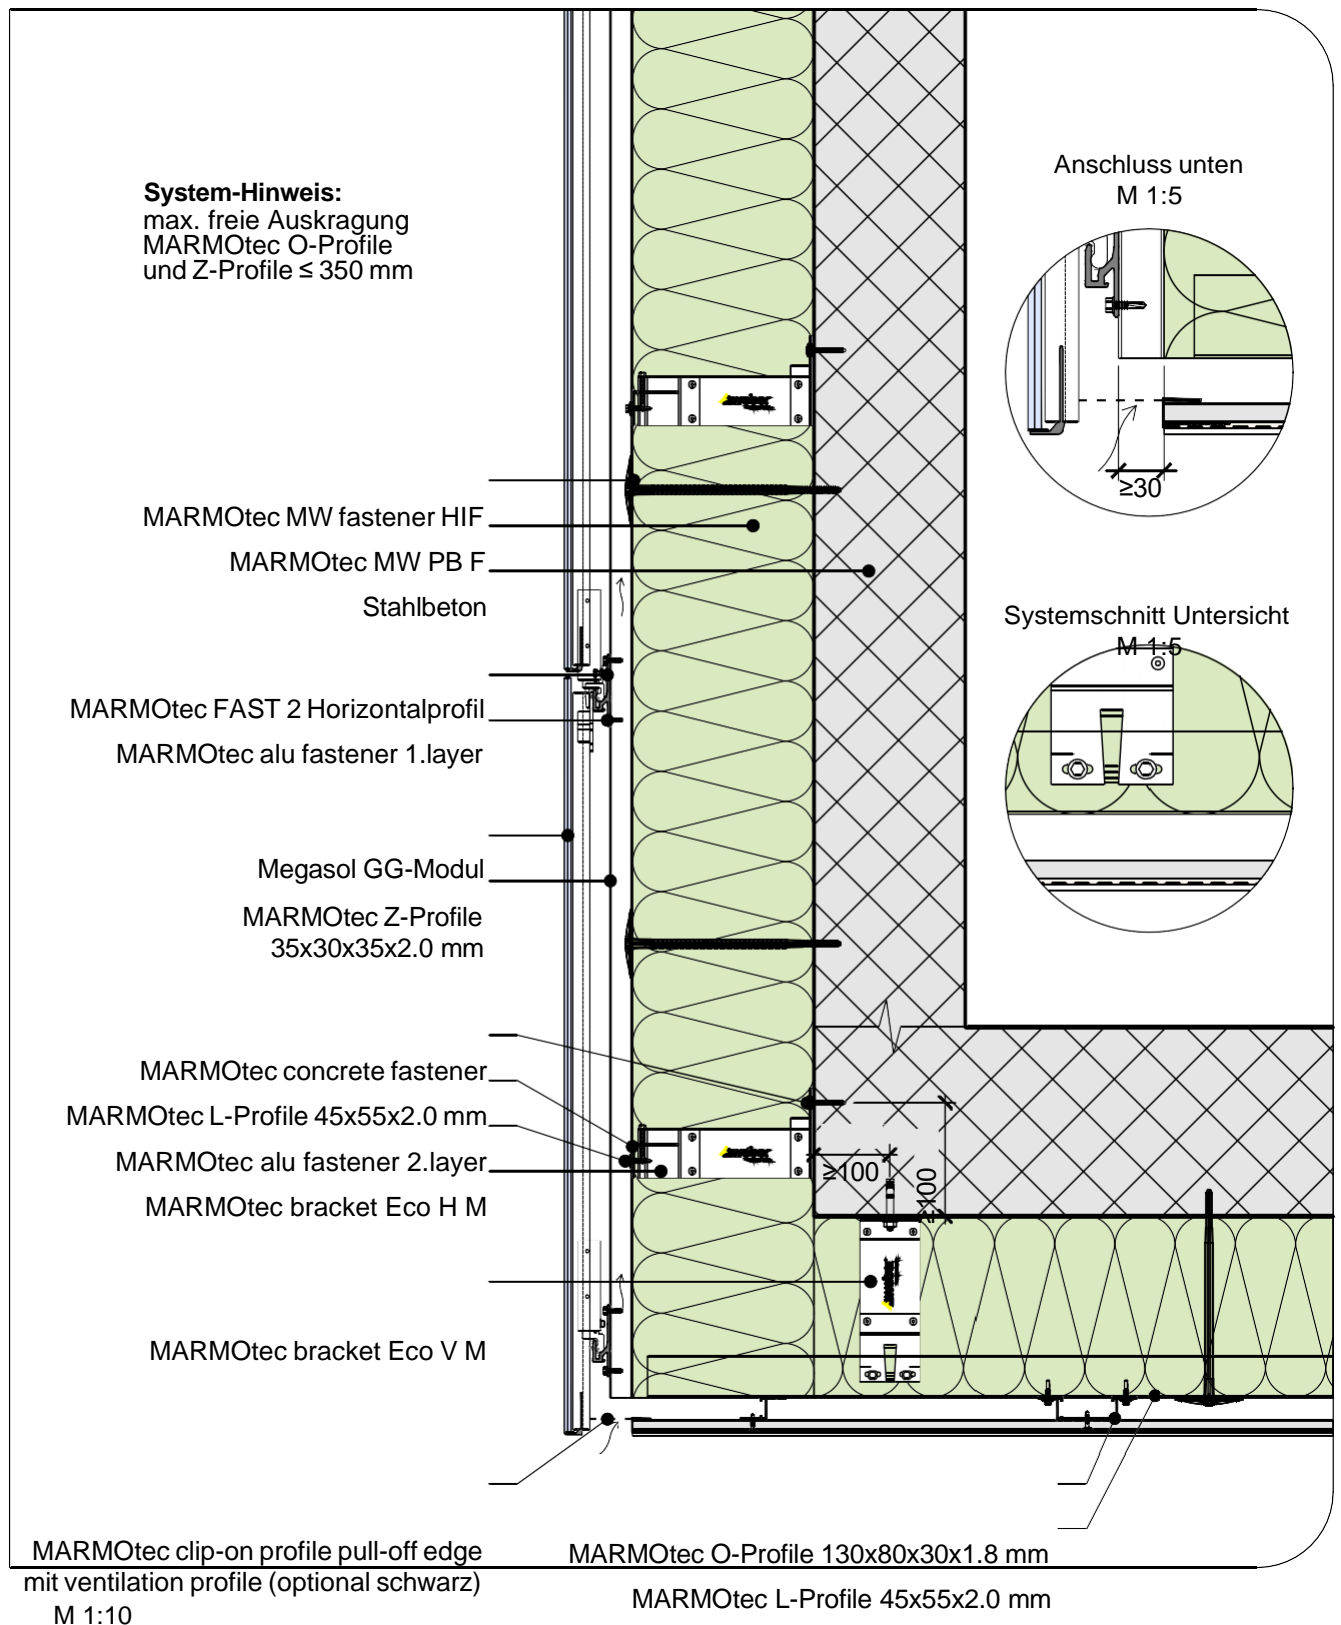 System-Hinweis:
max. freie Auskragung
MARMOtec O-Profile
und Z-Profile ≤ 350 mm
Anschluss unten
M 1:5
≥30
MARMOtec MW fastener HIF
MARMOtec MW PB F
Stahlbeton
Systemschnitt Untersicht
M 1:5
MARMOtec FAST 2 Horizontalprofil
MARMOtec alu fastener 1.layer
Megasol GG-Modul
MARMOtec Z-Profile
35x30x35x2.0 mm
MARMOtec concrete fastener
MARMOtec L-Profile 45x55x2.0 mm
MARMOtec alu fastener 2.layer
MARMOtec bracket Eco H M
≥100
≥100
MARMOtec bracket Eco V M
MARMOtec clip-on profile pull-off edge
mit ventilation profile (optional schwarz)
M 1:10
MARMOtec O-Profile 130x80x30x1.8 mm
MARMOtec L-Profile 45x55x2.0 mm